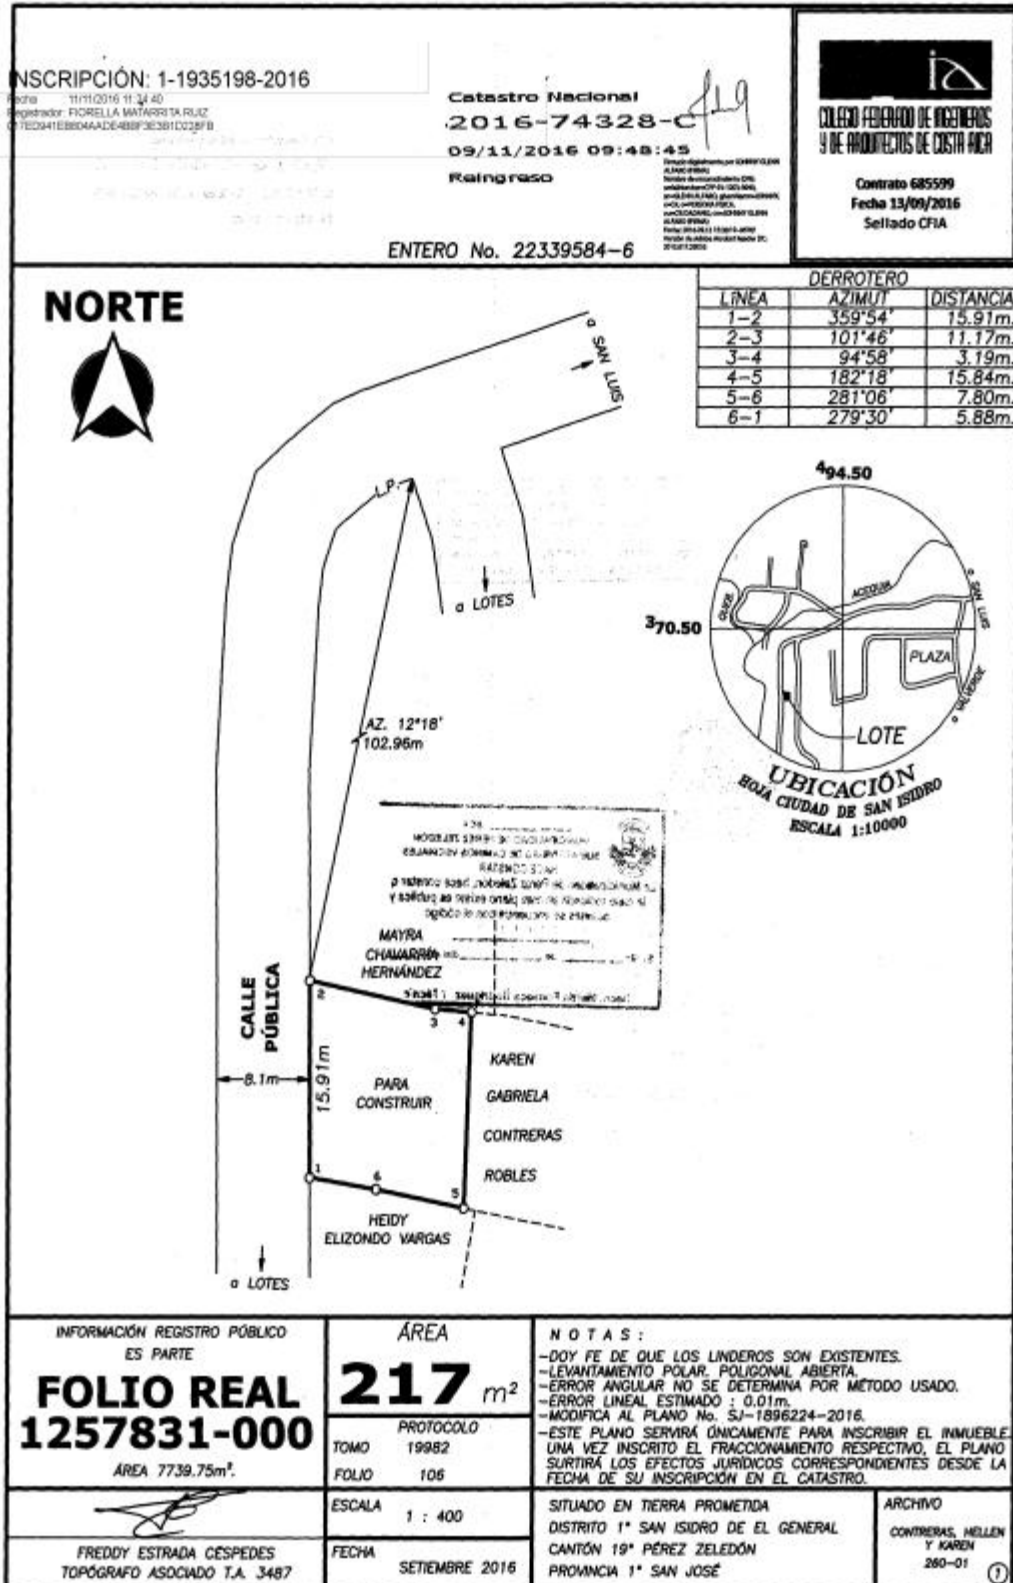 INSCRIPCIÓN: 1-1935198-2016
Fecha : 11/11/2016 11:34:40
Registrador: FIORELLA MATARRITA RUIZ
Catastro Nacional
2016-74328-C
09/11/2016 09:48:45
Reingreso
ENTERO No. 22339584-6
COLEGIO FEDERADO DE INGENIEROS
Y DE ARQUITECTOS DE COSTA RICA
Contrato 685599
Fecha 13/09/2016
Sellado CFIA
NORTE
DERROTERO
LÍNEA AZIMUT DISTANCIA
1-2 359°54' 15.91m.
2-3 101°46' 11.17m.
3-4 94°58' 3.19m.
4-5 182°18' 15.84m.
5-6 281°06' 7.80m.
6-1 279°30' 5.88m.
a SAN LUIS
L.P.
a LOTES
AZ. 12°18'
102.96m
494.50
370.50
ACEQUIA
a SAN LUIS
PLAZA
a VALVERDE
LOTE
UBICACIÓN
HOJA CIUDAD DE SAN ISIDRO
ESCALA 1:10000
MAYRA
CHAVARRÍA
HERNÁNDEZ
CALLE
PÚBLICA
8.1m
15.91m
2
3
4
PARA
CONSTRUIR
KAREN
GABRIELA
CONTRERAS
ROBLES
1
6
5
HEIDY
ELIZONDO VARGAS
a LOTES
INFORMACIÓN REGISTRO PÚBLICO
ES PARTE
FOLIO REAL
1257831-000
ÁREA 7739.75m².
FREDDY ESTRADA CÉSPEDES
TOPÓGRAFO ASOCIADO T.A. 3487
ÁREA
217 m²
PROTOCOLO
TOMO 19982
FOLIO 106
ESCALA
1 : 400
FECHA
SETIEMBRE 2016
NOTAS:
-DOY FE DE QUE LOS LINDEROS SON EXISTENTES.
-LEVANTAMIENTO POLAR. POLIGONAL ABIERTA.
-ERROR ANGULAR NO SE DETERMINA POR MÉTODO USADO.
-ERROR LINEAL ESTIMADO : 0.01m.
-MODIFICA AL PLANO No. SJ-1896224-2016.
-ESTE PLANO SERVIRÁ ÚNICAMENTE PARA INSCRIBIR EL INMUEBLE.
UNA VEZ INSCRITO EL FRACCIONAMIENTO RESPECTIVO, EL PLANO
SURTIRÁ LOS EFECTOS JURÍDICOS CORRESPONDIENTES DESDE LA
FECHA DE SU INSCRIPCIÓN EN EL CATASTRO.
SITUADO EN TIERRA PROMETIDA
DISTRITO 1° SAN ISIDRO DE EL GENERAL
CANTÓN 19° PÉREZ ZELEDÓN
PROVINCIA 1° SAN JOSÉ
ARCHIVO
CONTRERAS, HELLEN
Y KAREN
260-01
1